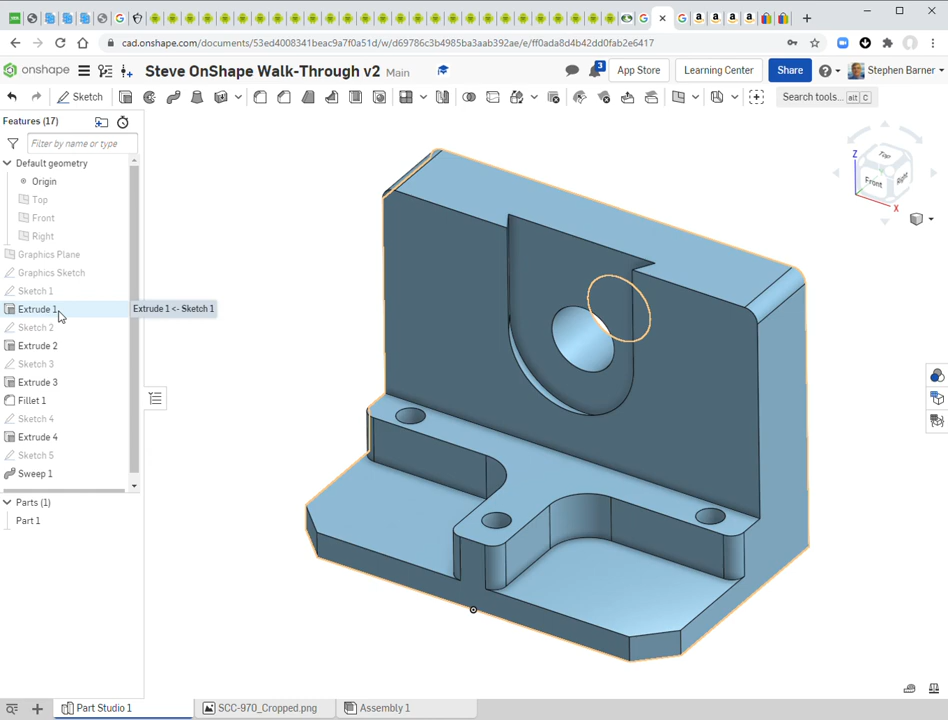 cad.onshape.com/documents/53ed4008341beac9a7f0a51d/w/d69786c3b4985ba3aab392ae/e/ff0ada8d4b42dd0fab2e6417
onshape
Steve OnShape Walk-Through v2 Main
3
App Store
Learning Center
Share
Stephen Barner
Sketch
Search tools... alt C
Features (17)
Filter by name or type
Default geometry
Origin
Top
Front
Right
Graphics Plane
Graphics Sketch
Sketch 1
Extrude 1
Extrude 1 <- Sketch 1
Sketch 2
Extrude 2
Sketch 3
Extrude 3
Fillet 1
Sketch 4
Extrude 4
Sketch 5
Sweep 1
Parts (1)
Part 1
Z
Top
Front
Right
X
Part Studio 1
SCC-970_Cropped.png
Assembly 1